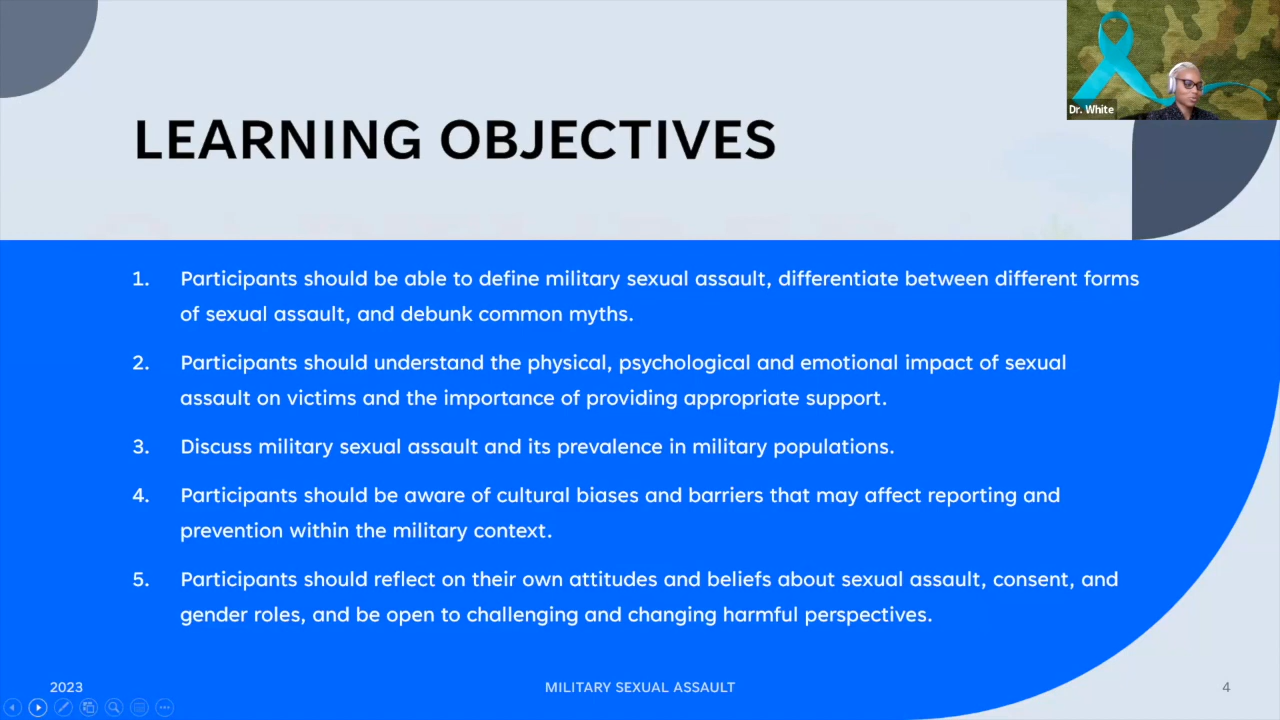 Dr. White
LEARNING OBJECTIVES
1. Participants should be able to define military sexual assault, differentiate between different forms
of sexual assault, and debunk common myths.
2. Participants should understand the physical, psychological and emotional impact of sexual
assault on victims and the importance of providing appropriate support.
3. Discuss military sexual assault and its prevalence in military populations.
4. Participants should be aware of cultural biases and barriers that may affect reporting and
prevention within the military context.
5. Participants should reflect on their own attitudes and beliefs about sexual assault, consent, and
gender roles, and be open to challenging and changing harmful perspectives.
2023 MILITARY SEXUAL ASSAULT 4